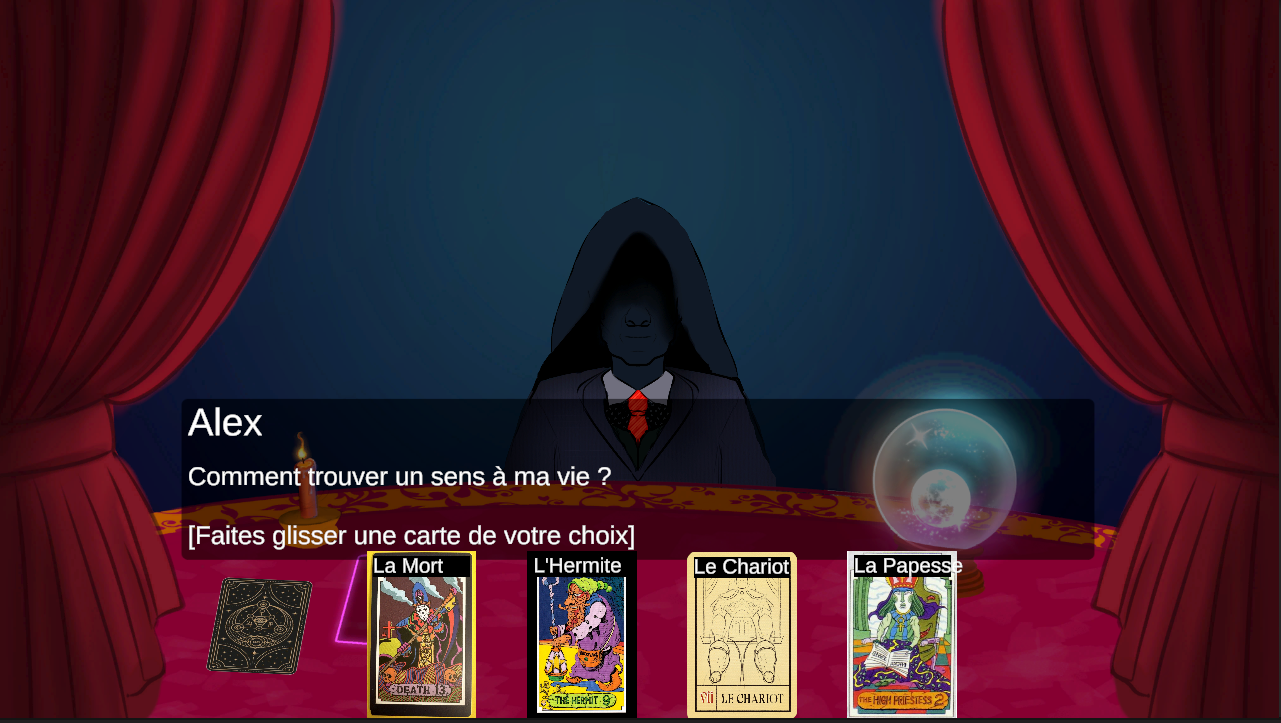 Alex
Comment trouver un sens à ma vie ?
[Faites glisser une carte de votre choix]
La Mort
L'Hermite
Le Chariot
La Papesse
DEATH 13
THE HERMIT 9
VII LE CHARIOT
THE HIGH PRIESTESS 2